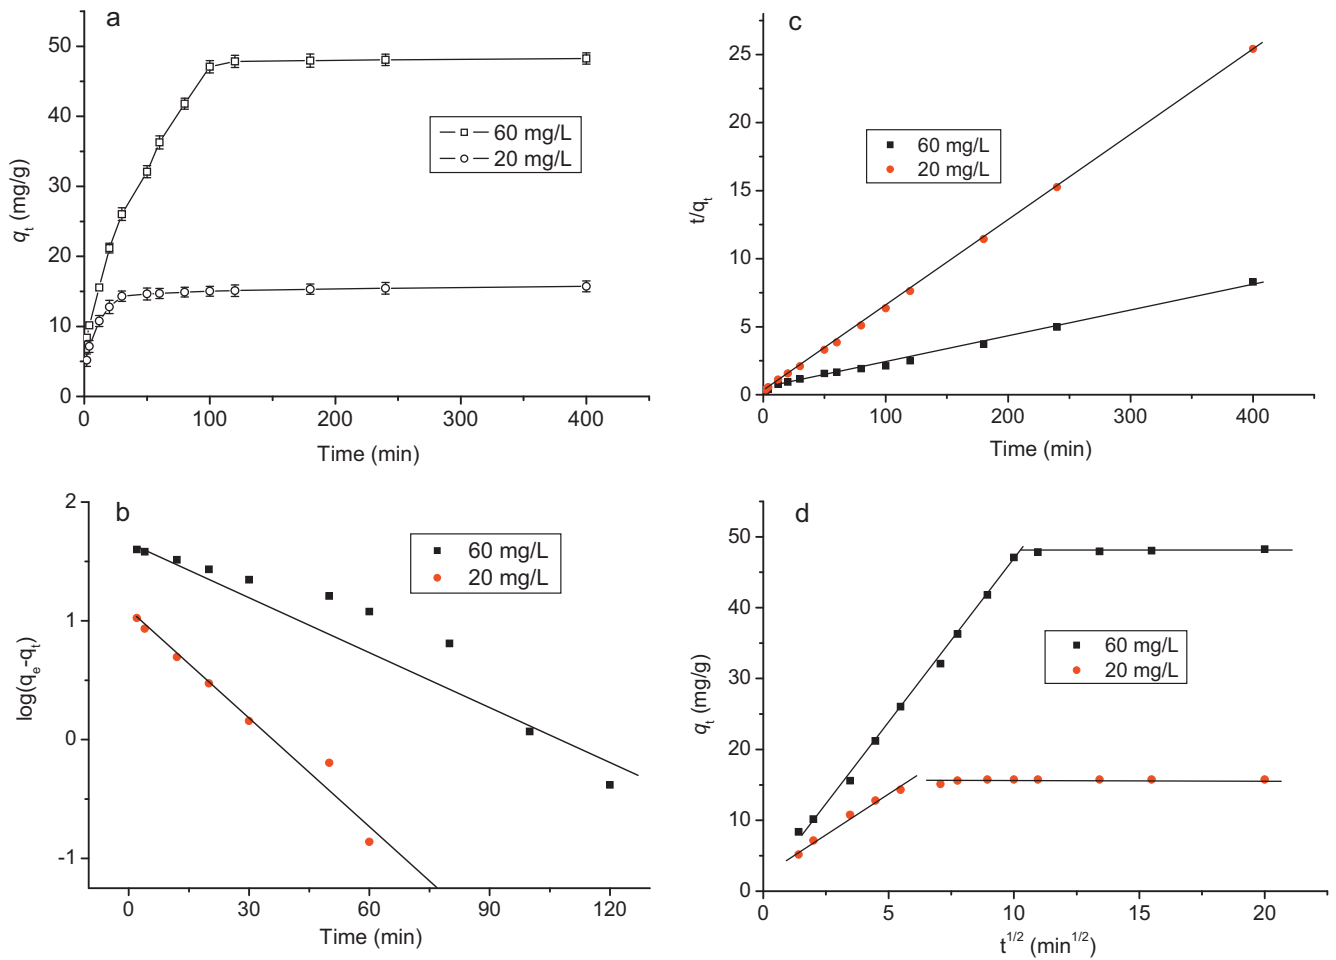 a
50
40
30
20
10
0
0
100
200
300
400
q_t (mg/g)
Time (min)
60 mg/L
20 mg/L
c
25
20
15
10
5
0
0
100
200
300
400
t/q_t
Time (min)
60 mg/L
20 mg/L
b
2
1
0
-1
0
30
60
90
120
log(q_e-q_t)
Time (min)
60 mg/L
20 mg/L
d
50
40
30
20
10
0
0
5
10
15
20
q_t (mg/g)
t^1/2 (min^1/2)
60 mg/L
20 mg/L